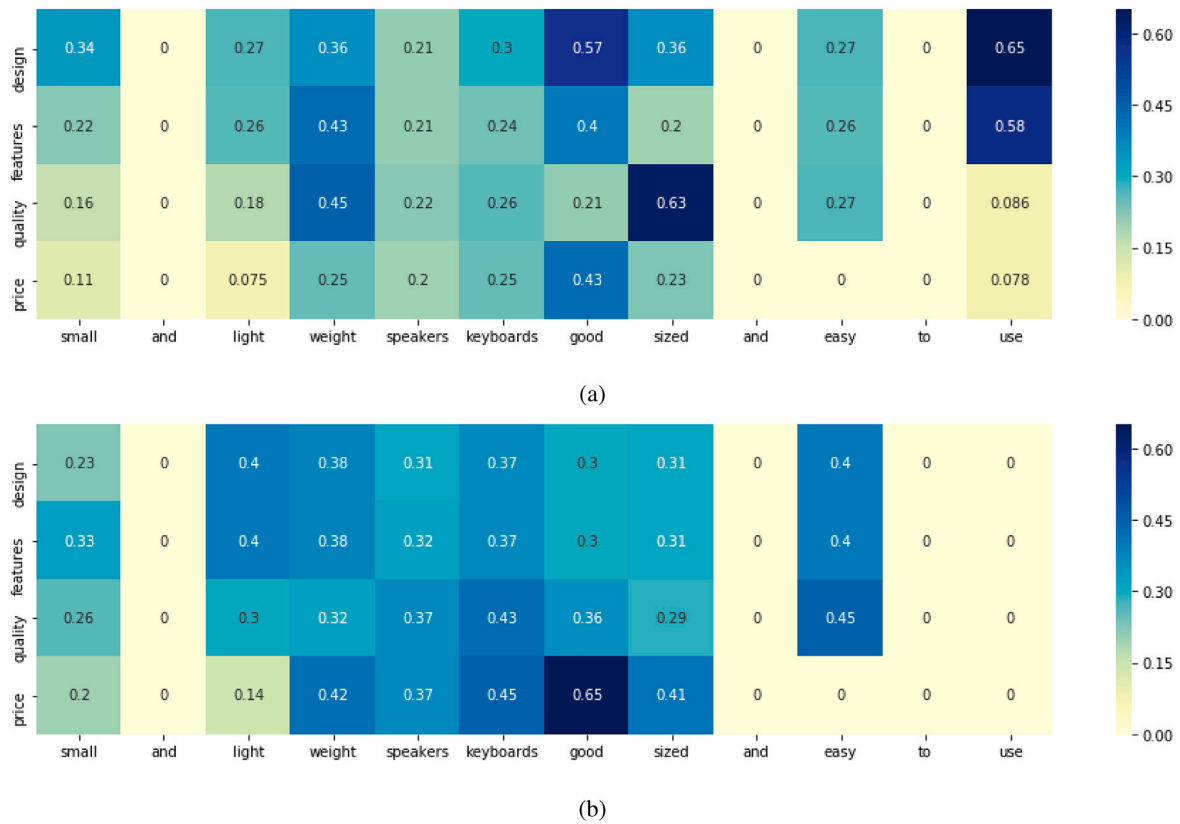 design 0.34 0 0.27 0.36 0.21 0.3 0.57 0.36 0 0.27 0 0.65 0.60
features 0.22 0 0.26 0.43 0.21 0.24 0.4 0.2 0 0.26 0 0.58 0.45
0.30
quality 0.16 0 0.18 0.45 0.22 0.26 0.21 0.63 0 0.27 0 0.086
0.15
price 0.11 0 0.075 0.25 0.2 0.25 0.43 0.23 0 0 0 0.078
0.00
small and light weight speakers keyboards good sized and easy to use
(a)
design 0.23 0 0.4 0.38 0.31 0.37 0.3 0.31 0 0.4 0 0 0.60
0.45
features 0.33 0 0.4 0.38 0.32 0.37 0.3 0.31 0 0.4 0 0
0.30
quality 0.26 0 0.3 0.32 0.37 0.43 0.36 0.29 0 0.45 0 0
0.15
price 0.2 0 0.14 0.42 0.37 0.45 0.65 0.41 0 0 0 0
0.00
small and light weight speakers keyboards good sized and easy to use
(b)